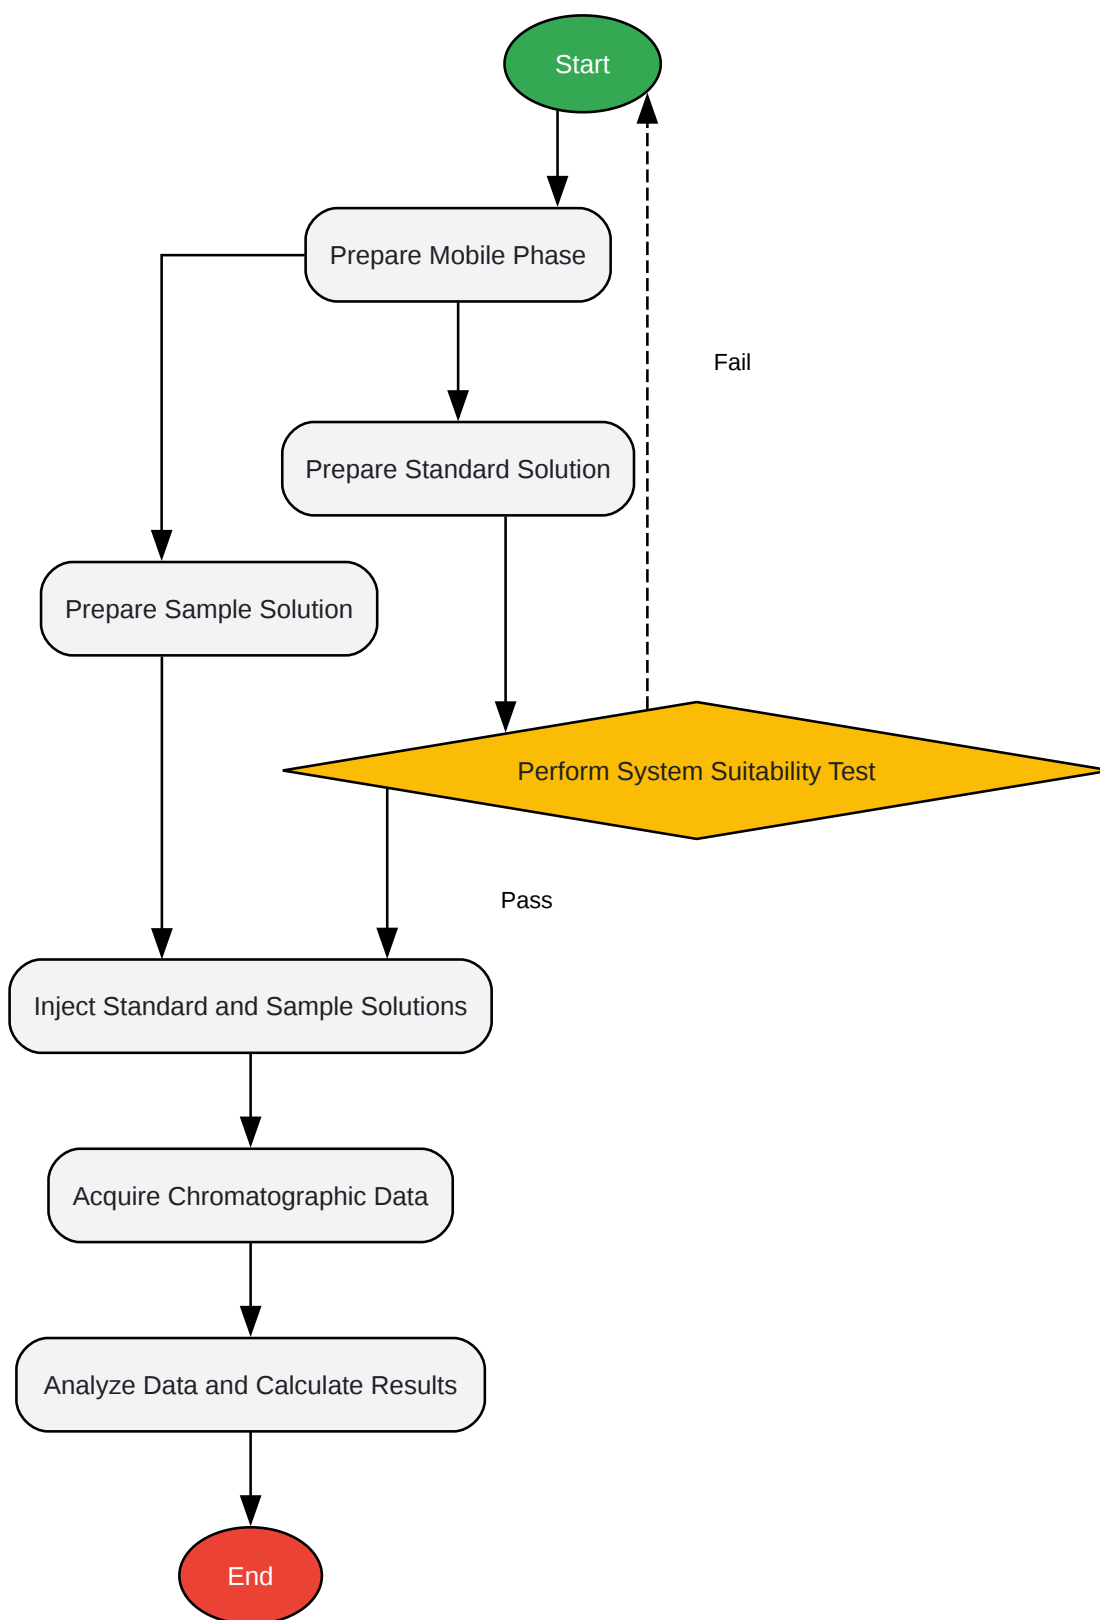 Start
Prepare Mobile Phase
Fail
Prepare Standard Solution
Prepare Sample Solution
Perform System Suitability Test
Pass
Inject Standard and Sample Solutions
Acquire Chromatographic Data
Analyze Data and Calculate Results
End